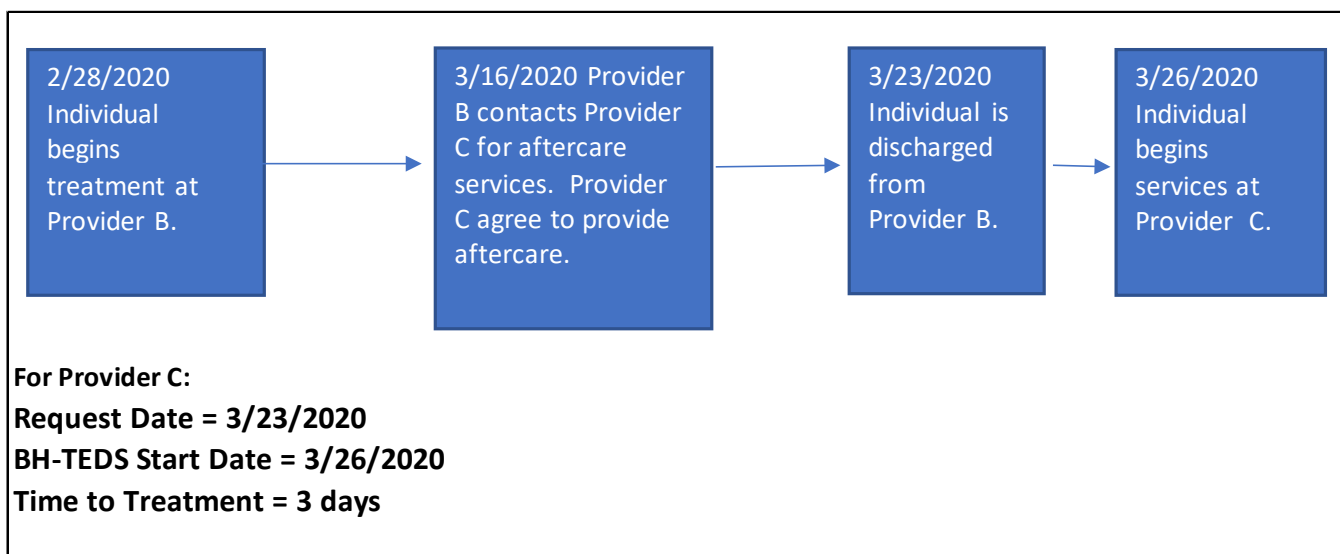 2/28/2020
Individual
begins
treatment at
Provider B.
3/16/2020 Provider
B contacts Provider
C for aftercare
services. Provider
C agree to provide
aftercare.
3/23/2020
Individual is
discharged
from
Provider B.
3/26/2020
Individual
begins
services at
Provider C.
For Provider C:
Request Date = 3/23/2020
BH-TEDS Start Date = 3/26/2020
Time to Treatment = 3 days